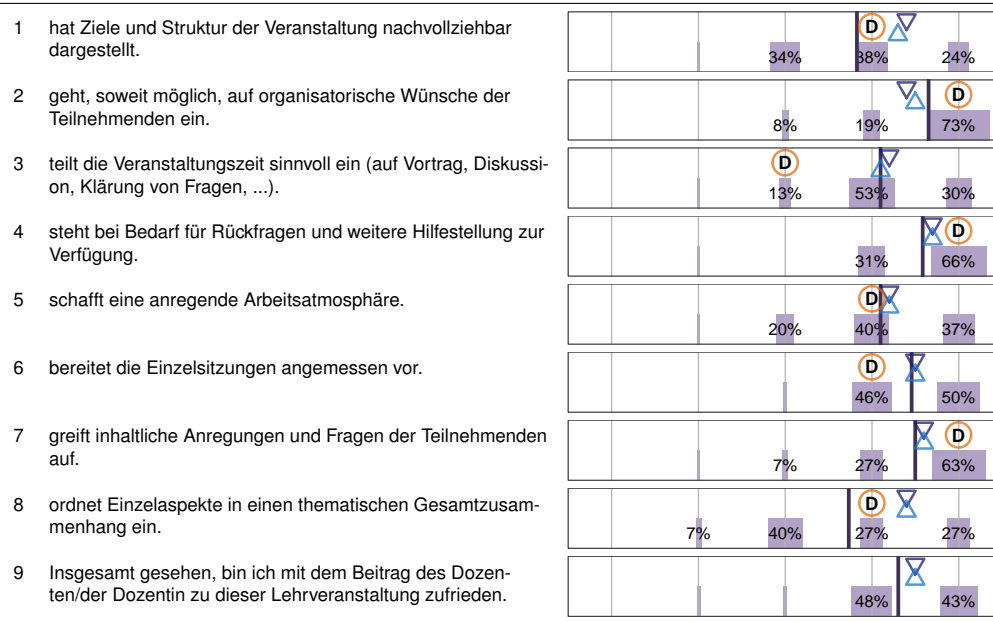 1 hat Ziele und Struktur der Veranstaltung nachvollziehbar
dargestellt.
D
34% 38% 24%
2 geht, soweit möglich, auf organisatorische Wünsche der
Teilnehmenden ein.
D
8% 19% 73%
3 teilt die Veranstaltungszeit sinnvoll ein (auf Vortrag, Diskussi-
on, Klärung von Fragen, ...).
D
13% 53% 30%
4 steht bei Bedarf für Rückfragen und weitere Hilfestellung zur
Verfügung.
D
31% 66%
5 schafft eine anregende Arbeitsatmosphäre.
D
20% 40% 37%
6 bereitet die Einzelsitzungen angemessen vor.
D
46% 50%
7 greift inhaltliche Anregungen und Fragen der Teilnehmenden
auf.
D
7% 27% 63%
8 ordnet Einzelaspekte in einen thematischen Gesamtzusam-
menhang ein.
D
7% 40% 27% 27%
9 Insgesamt gesehen, bin ich mit dem Beitrag des Dozen-
ten/der Dozentin zu dieser Lehrveranstaltung zufrieden.
48% 43%